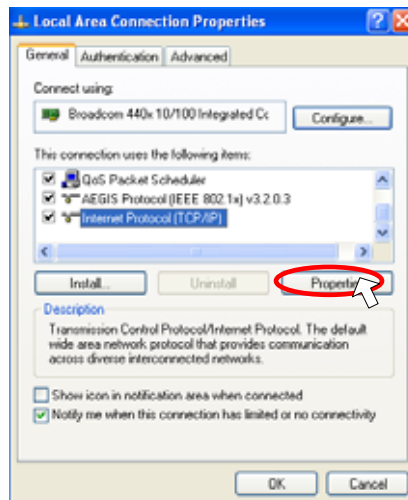 Local Area Connection Properties
General Authentication Advanced
Connect using:
Broadcom 440x 10/100 Integrated Cc
Configure...
This connection uses the following items:
QoS Packet Scheduler
AEGIS Protocol (IEEE 802.1x) v3.2.0.3
Internet Protocol (TCP/IP)
Install... Uninstall Properti
Description
Transmission Control Protocol/Internet Protocol. The default
wide area network protocol that provides communication
across diverse interconnected networks.
Show icon in notification area when connected
Notify me when this connection has limited or no connectivity
OK Cancel